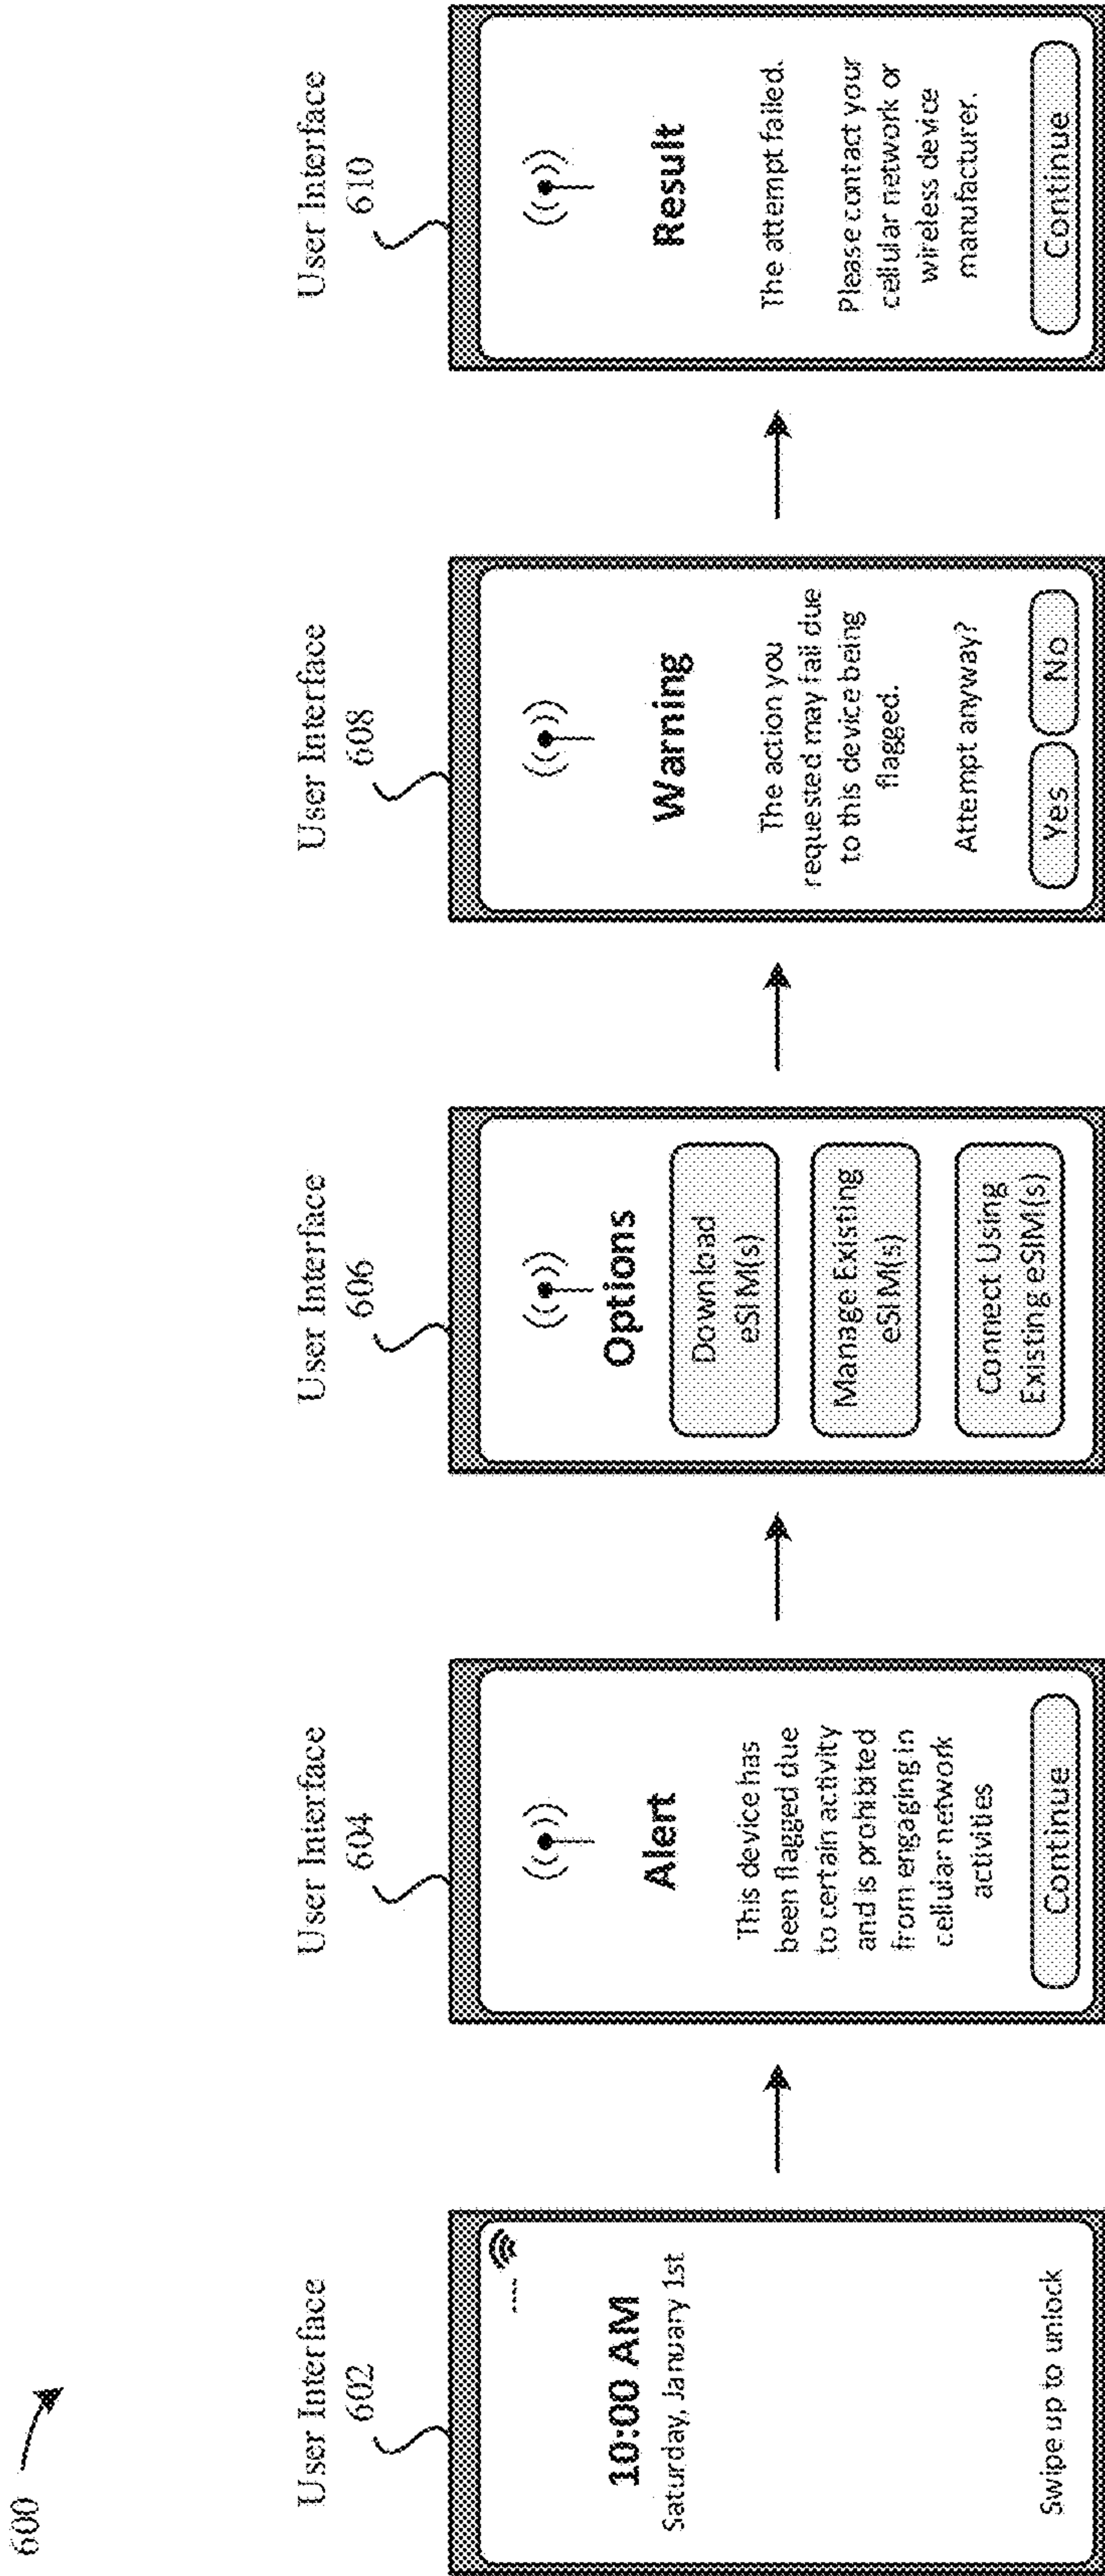 600
User Interface
602
10:00 AM
Saturday, January 1st
Swipe up to unlock
User Interface
604
Alert
This device has
been flagged due
to certain activity
and is prohibited
from engaging in
cellular network
activities
Continue
User Interface
606
Options
Download
eSIM(s)
Manage Existing
eSIM(s)
Connect Using
Existing eSIM(s)
User Interface
608
Warning
The action you
requested may fail due
to this device being
flagged.
Attempt anyway?
Yes
No
User Interface
610
Result
The attempt failed.
Please contact your
cellular network or
wireless device
manufacturer.
Continue